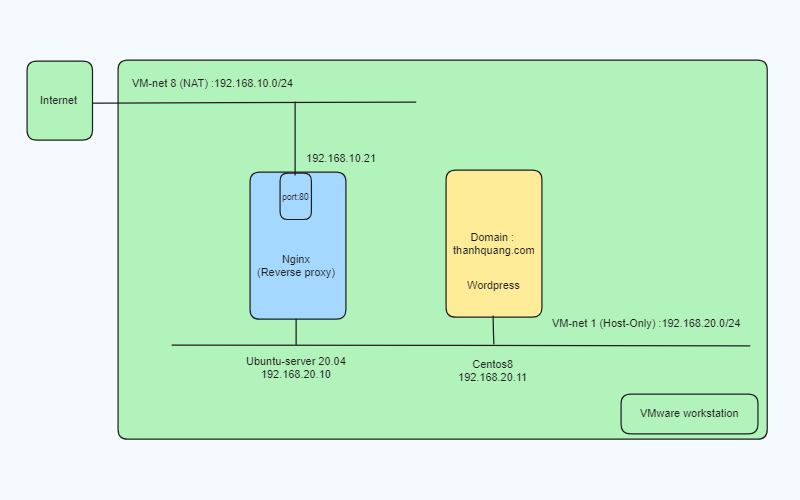 VM-net 8 (NAT) :192.168.10.0/24
Internet
192.168.10.21
port:80
Nginx
(Reverse proxy)
Domain :
thanhquang.com
Wordpress
VM-net 1 (Host-Only) :192.168.20.0/24
Ubuntu-server 20.04
192.168.20.10
Centos8
192.168.20.11
VMware workstation